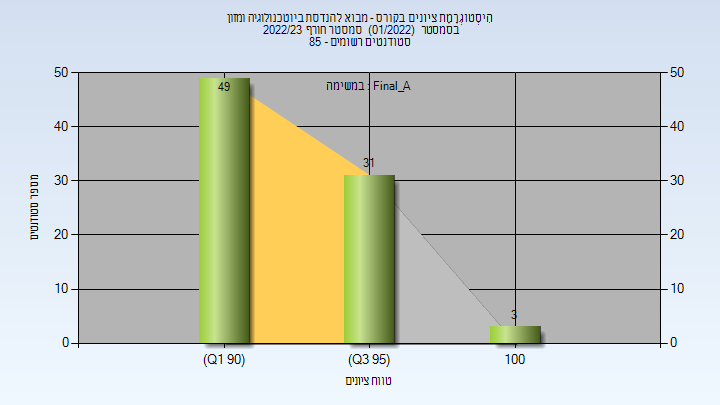 היסטוגרמת ציונים בקורס - מבוא להנדסת ביוטכנולוגיה ומזון
בסמסטר (01/2022) סמסטר חורף 2022/23
סטודנטים רשומים - 85
במשימה : Final_A
50 50
40 40
30 30
20 20
10 10
0 0
49
31
3
מספר סטודנטים
(Q1 90) (Q3 95) 100
טווח ציונים